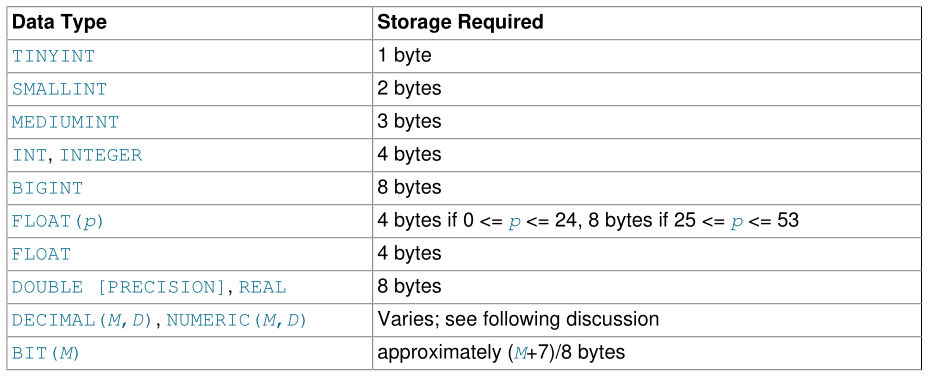 Data Type Storage Required
TINYINT 1 byte
SMALLINT 2 bytes
MEDIUMINT 3 bytes
INT, INTEGER 4 bytes
BIGINT 8 bytes
FLOAT(p) 4 bytes if 0 <= p <= 24, 8 bytes if 25 <= p <= 53
FLOAT 4 bytes
DOUBLE [PRECISION], REAL 8 bytes
DECIMAL(M,D), NUMERIC(M,D) Varies; see following discussion
BIT(M) approximately (M+7)/8 bytes